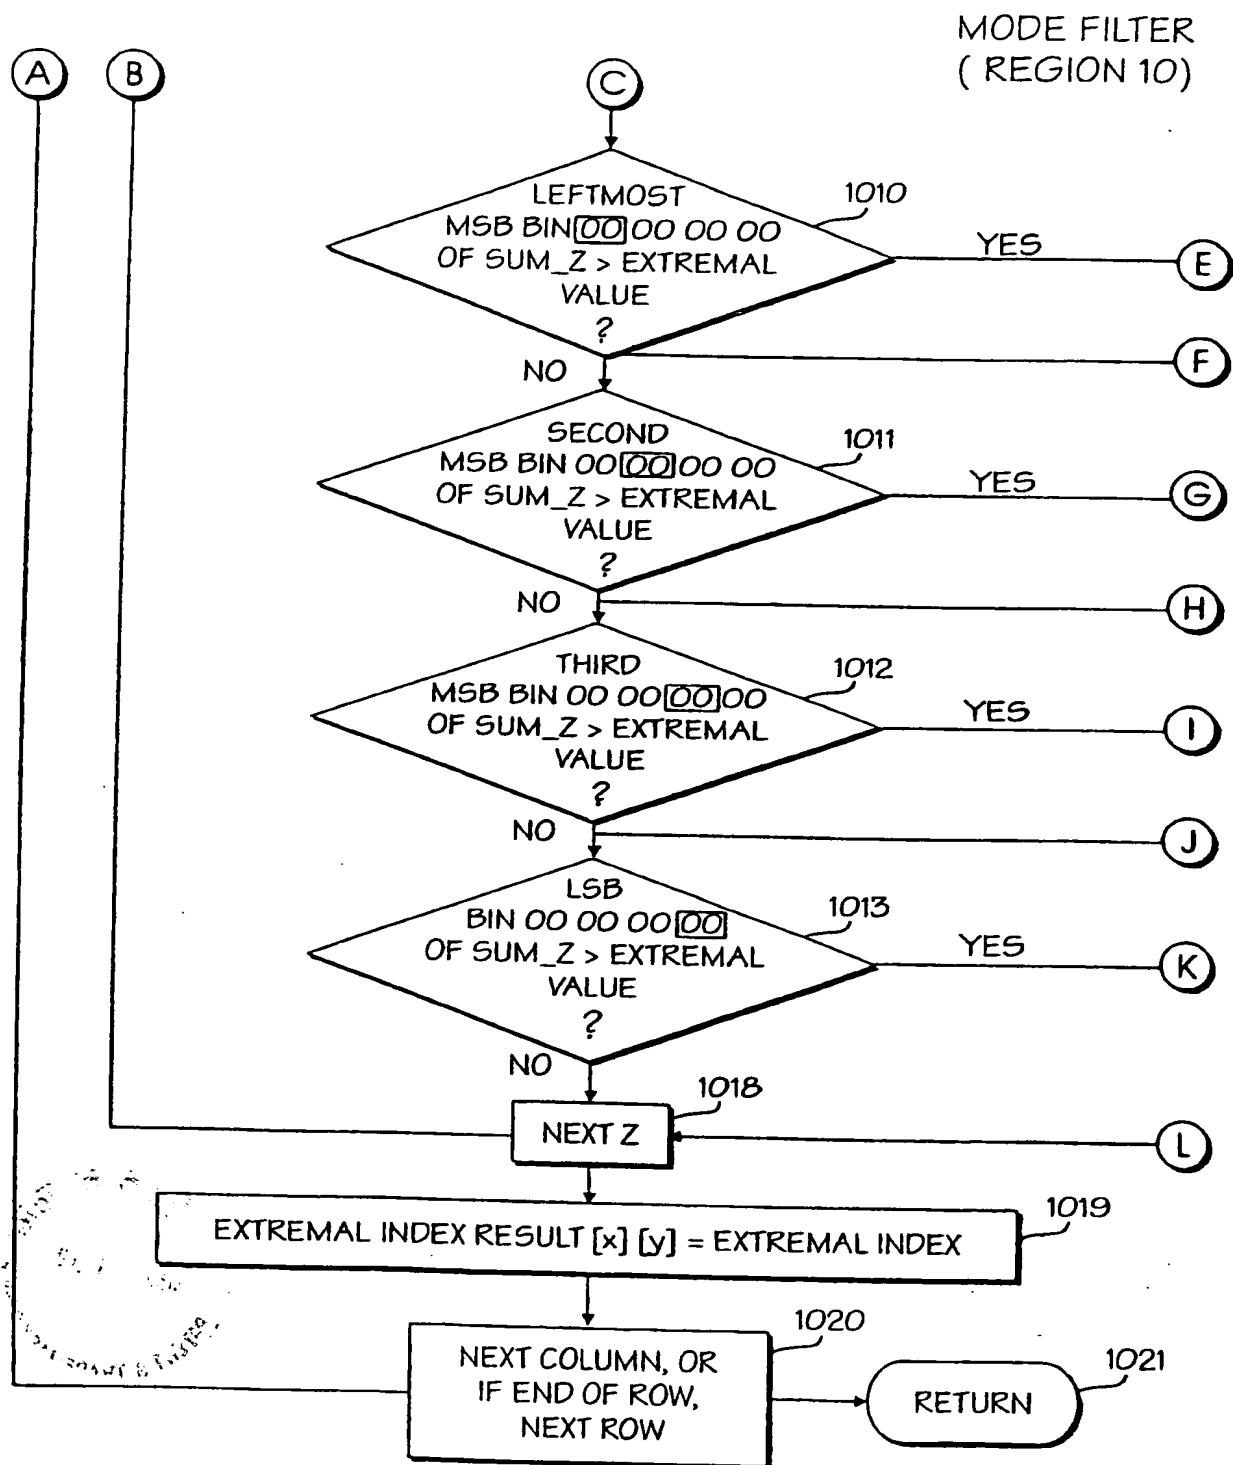 MODE FILTER
( REGION 10)
A
B
C
LEFTMOST
MSB BIN 00 00 00 00
OF SUM_Z > EXTREMAL
VALUE
?
1010
YES
E
NO
F
SECOND
MSB BIN 00 00 00 00
OF SUM_Z > EXTREMAL
VALUE
?
1011
YES
G
NO
H
THIRD
MSB BIN 00 00 00 00
OF SUM_Z > EXTREMAL
VALUE
?
1012
YES
I
NO
J
LSB
BIN 00 00 00 00
OF SUM_Z > EXTREMAL
VALUE
?
1013
YES
K
NO
NEXT Z
1018
L
EXTREMAL INDEX RESULT [x] [y] = EXTREMAL INDEX
1019
NEXT COLUMN, OR
IF END OF ROW,
NEXT ROW
1020
RETURN
1021